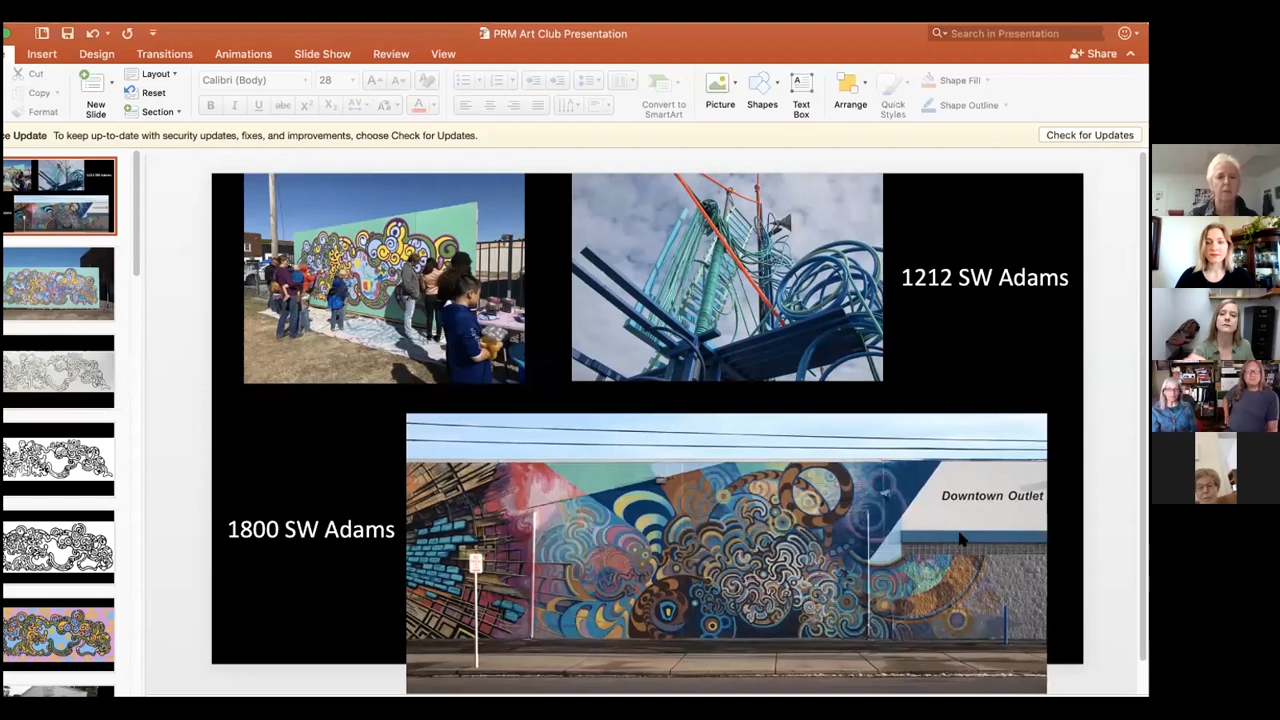 PRM Art Club Presentation
Search in Presentation
Insert Design Transitions Animations Slide Show Review View
Share
Cut
Copy
Format
New Slide
Layout
Reset
Section
Calibri (Body) 28
Convert to SmartArt
Picture
Shapes
Text Box
Arrange
Quick Styles
Shape Fill
Shape Outline
ce Update To keep up-to-date with security updates, fixes, and improvements, choose Check for Updates.
Check for Updates
1212 SW Adams
1800 SW Adams
Downtown Outlet